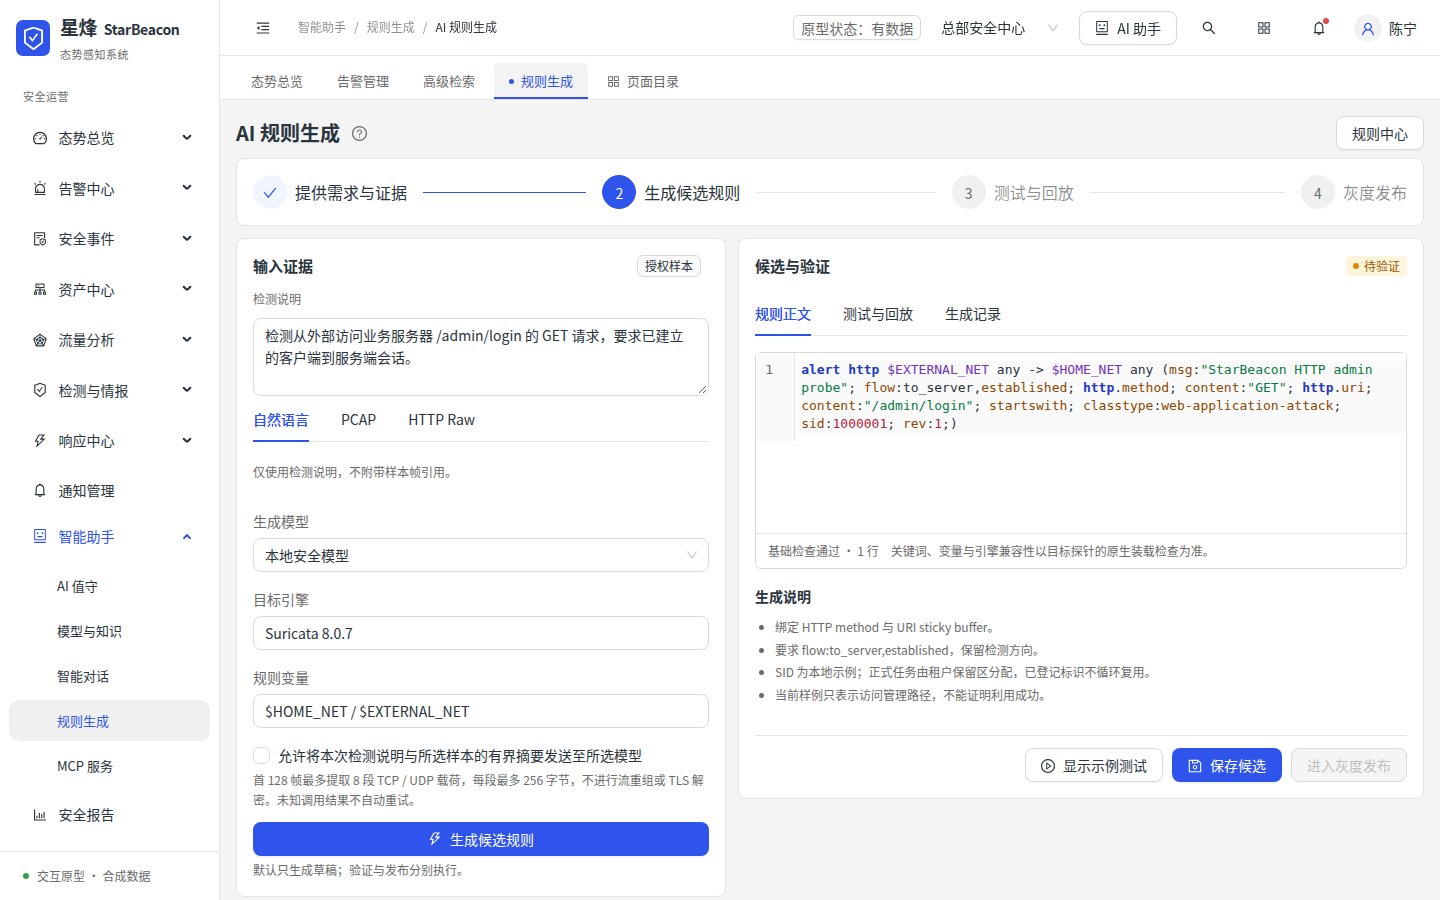 星烽 StarBeacon
态势感知系统
安全运营
态势总览
告警中心
安全事件
资产中心
流量分析
检测与情报
响应中心
通知管理
智能助手
AI 值守
模型与知识
智能对话
规则生成
MCP 服务
安全报告
交互原型 · 合成数据
智能助手 / 规则生成 / AI 规则生成
原型状态：有数据
总部安全中心
AI 助手
陈宁
态势总览
告警管理
高级检索
规则生成
页面目录
AI 规则生成
规则中心
提供需求与证据
2 生成候选规则
3 测试与回放
4 灰度发布
输入证据
授权样本
检测说明
检测从外部访问业务服务器 /admin/login 的 GET 请求，要求已建立
的客户端到服务端会话。
自然语言 PCAP HTTP Raw
仅使用检测说明，不附带样本帧引用。
生成模型
本地安全模型
目标引擎
Suricata 8.0.7
规则变量
$HOME_NET / $EXTERNAL_NET
允许将本次检测说明与所选样本的有界摘要发送至所选模型
首 128 帧最多提取 8 段 TCP / UDP 载荷，每段最多 256 字节，不进行流重组或 TLS 解
密。未知调用结果不自动重试。
生成候选规则
默认只生成草稿；验证与发布分别执行。
候选与验证
待验证
规则正文 测试与回放 生成记录
1 alert http $EXTERNAL_NET any -> $HOME_NET any (msg:"StarBeacon HTTP admin
probe"; flow:to_server,established; http.method; content:"GET"; http.uri;
content:"/admin/login"; startswith; classtype:web-application-attack;
sid:1000001; rev:1;)
基础检查通过 · 1 行 关键词、变量与引擎兼容性以目标探针的原生装载检查为准。
生成说明
绑定 HTTP method 与 URI sticky buffer。
要求 flow:to_server,established，保留检测方向。
SID 为本地示例；正式任务由租户保留区分配，已登记标识不循环复用。
当前样例只表示访问管理路径，不能证明利用成功。
显示示例测试
保存候选
进入灰度发布